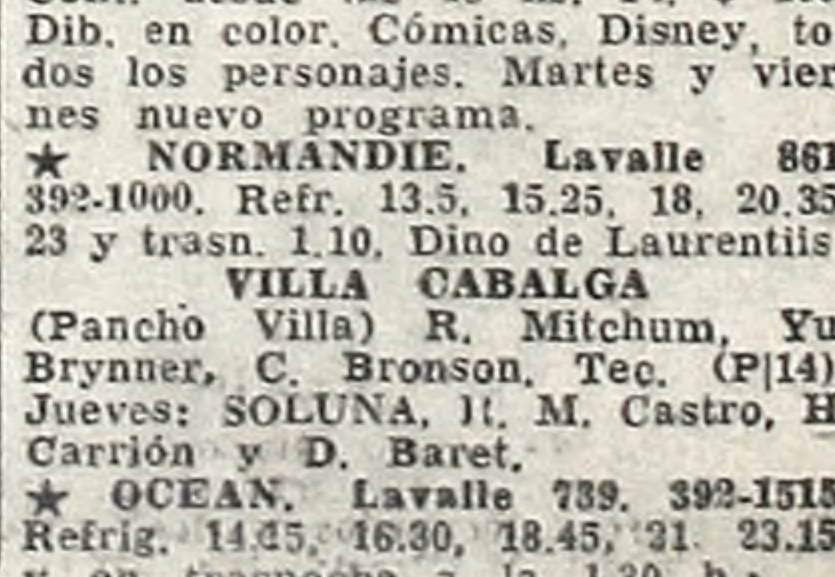 Dib. en color. Cómicas, Disney, to
dos los personajes. Martes y vier
nes nuevo programa.
★ NORMANDIE. Lavalle 861
392-1000. Refr. 13.5, 15.25, 18, 20.35
23 y trasn. 1.10. Dino de Laurentiis
VILLA CABALGA
(Pancho Villa) R. Mitchum, Yu
Brynner, C. Bronson. Tec. (P|14)
Jueves: SOLUNA, R. M. Castro, H
Carrión y D. Baret.
★ OCEAN. Lavalle 739. 392-1515
Refrig. 14.15, 16.30, 18.45, 21 23.15